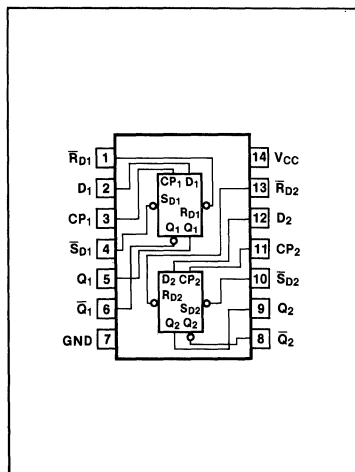 R̅D1 1
D1 2
CP1 3
S̅D1 4
Q1 5
Q̅1 6
GND 7
14 VCC
13 R̅D2
12 D2
11 CP2
10 S̅D2
9 Q2
8 Q̅2
CP1 D1
SD1
RD1
Q1 Q1
D2 CP2
RD2
SD2
Q2 Q2